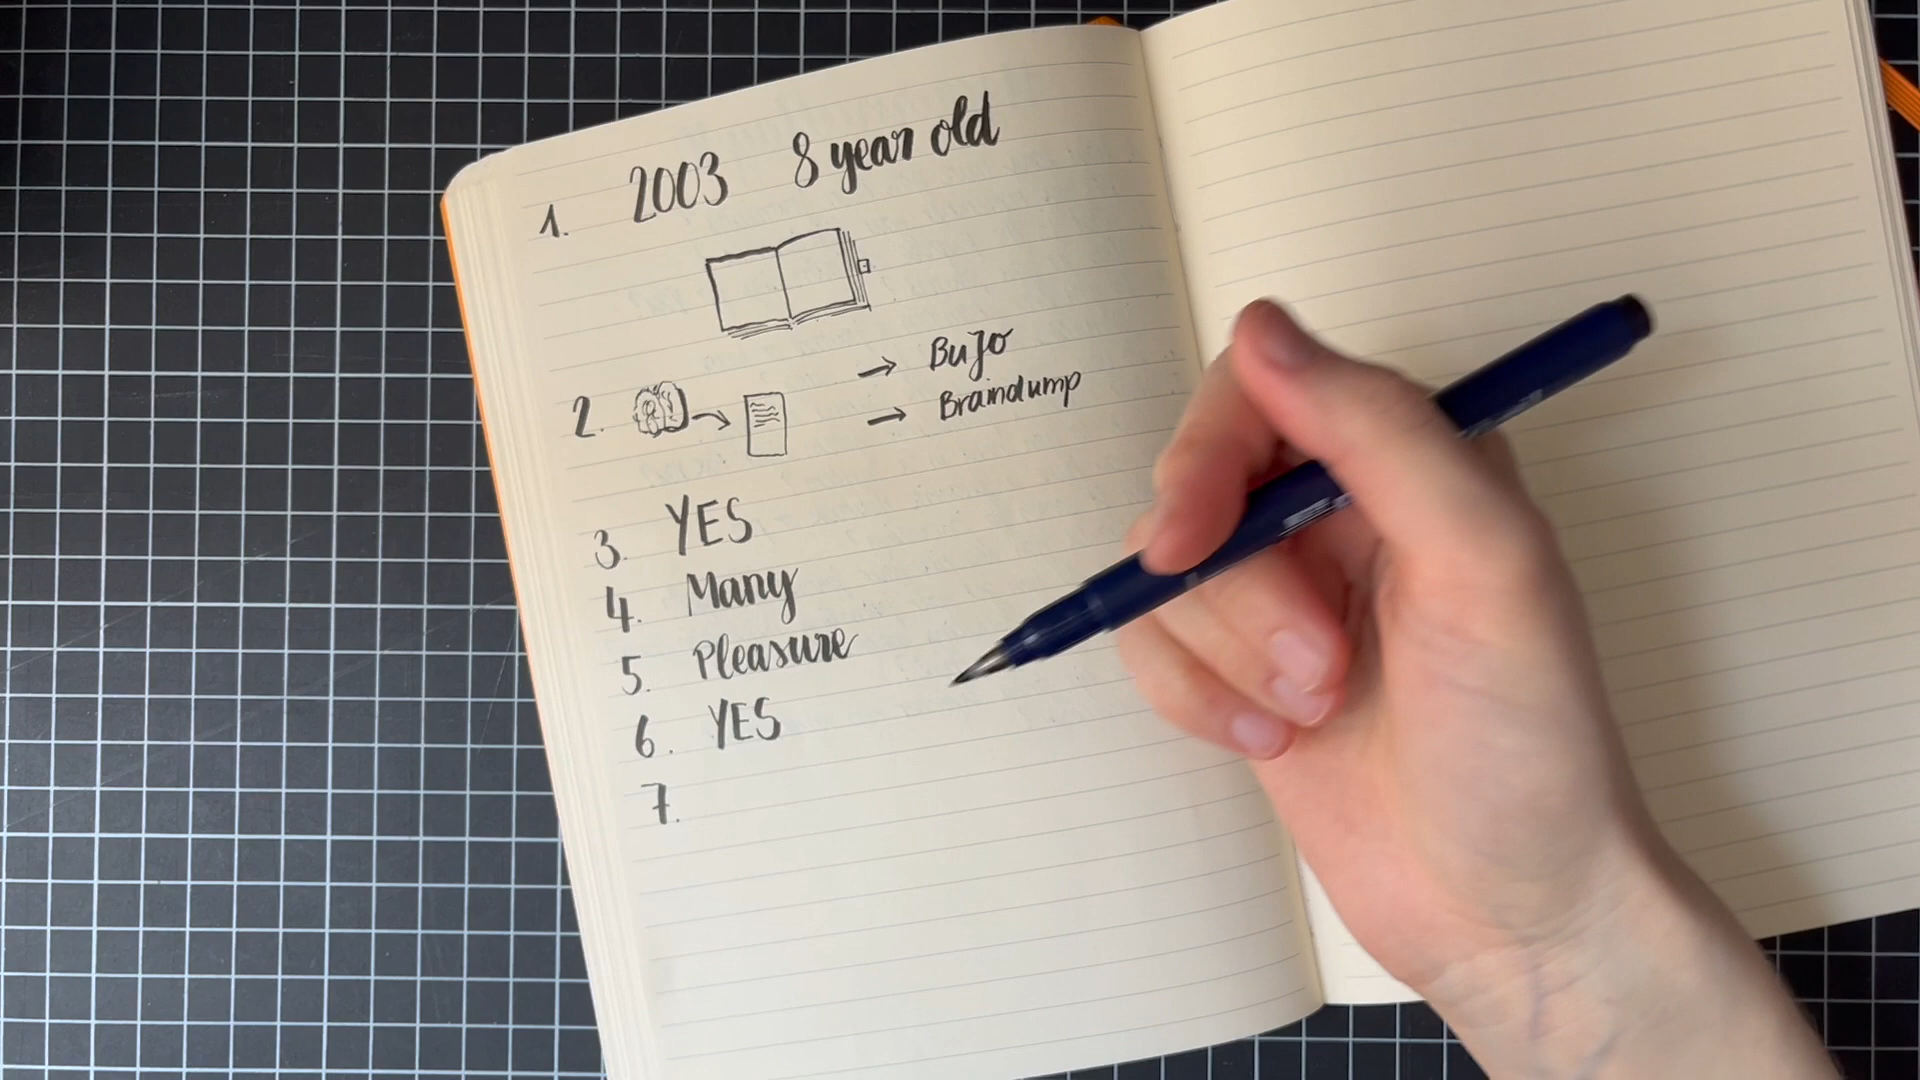 1. 2003 8 year old
2. → BuJo
→ Braindump
3. YES
4. Many
5. Pleasure
6. YES
7.